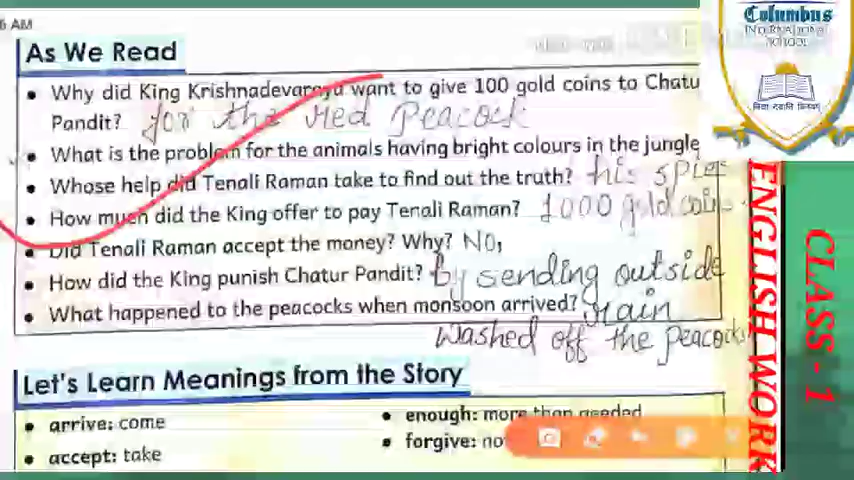 6 AM
Columbus
INTERNATIONAL
SCHOOL
As We Read
• Why did King Krishnadevaraya want to give 100 gold coins to Chatu
Pandit? for the red Peacock
• What is the problem for the animals having bright colours in the jungle
• Whose help did Tenali Raman take to find out the truth? his spies
• How much did the King offer to pay Tenali Raman? 1000 gold coins.
• Did Tenali Raman accept the money? Why? No,
• How did the King punish Chatur Pandit? by sending outside
• What happened to the peacocks when monsoon arrived? rain
washed off the peacocks
Let's Learn Meanings from the Story
• arrive: come
• accept: take
• enough: more than needed
• forgive: no
ENGLISH WORK
CLASS - 1